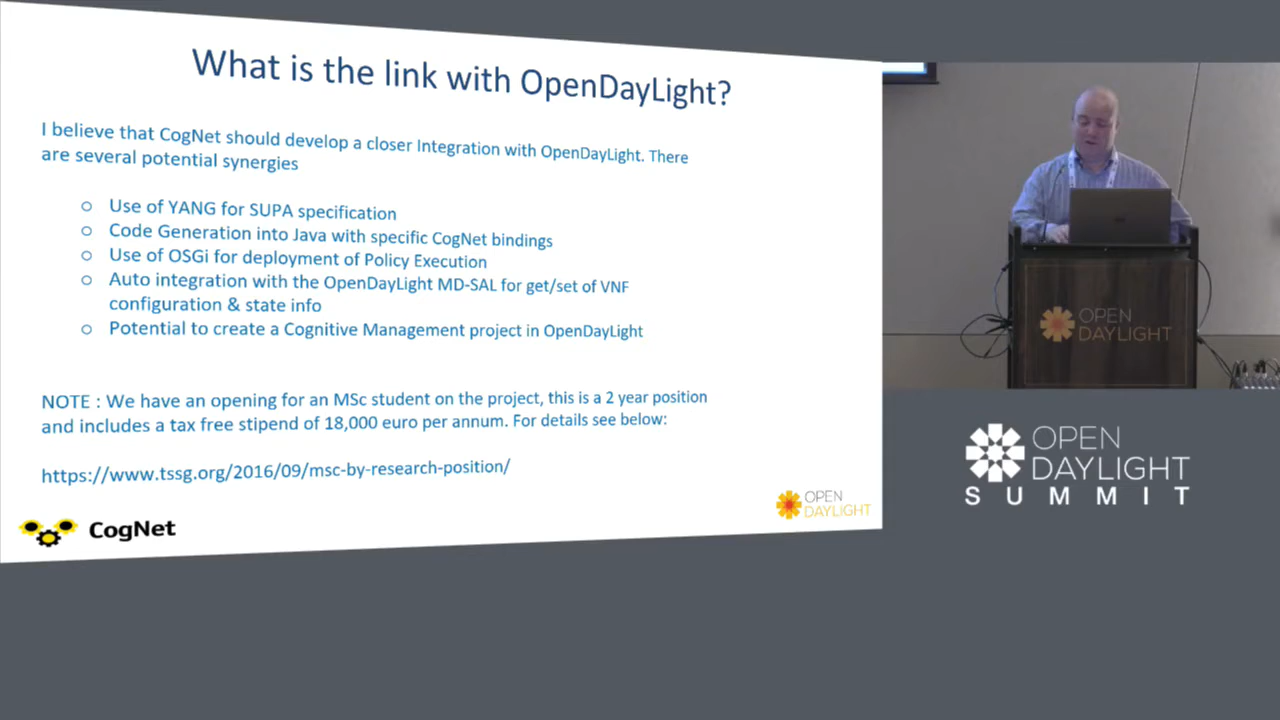 What is the link with OpenDayLight?
I believe that CogNet should develop a closer Integration with OpenDayLight. There
are several potential synergies
Use of YANG for SUPA specification
Code Generation into Java with specific CogNet bindings
Use of OSGi for deployment of Policy Execution
Auto integration with the OpenDayLight MD-SAL for get/set of VNF
configuration & state info
Potential to create a Cognitive Management project in OpenDayLight
NOTE : We have an opening for an MSc student on the project, this is a 2 year position
and includes a tax free stipend of 18,000 euro per annum. For details see below:
https://www.tssg.org/2016/09/msc-by-research-position/
CogNet
OPEN
DAYLIGHT
OPEN
DAYLIGHT
OPEN
DAYLIGHT
SUMMIT